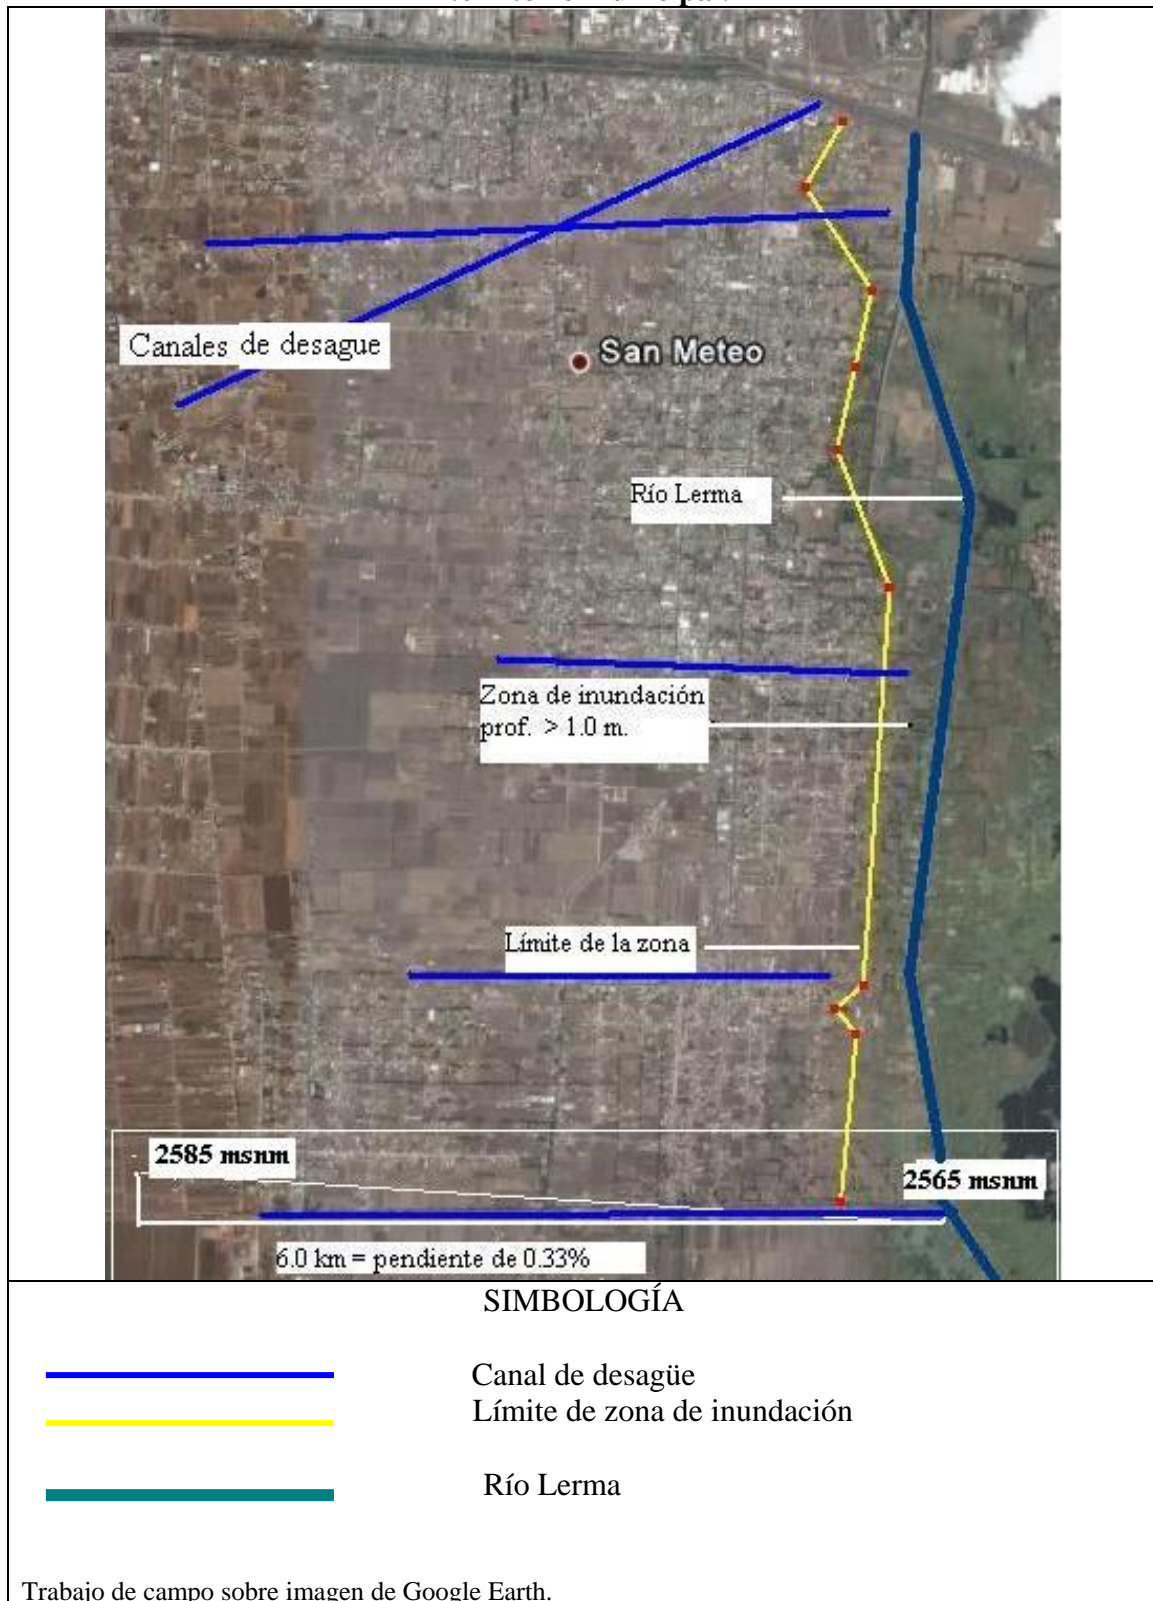 Canales de desague
San Meteo
Río Lerma
Zona de inundación
prof. > 1.0 m.
Límite de la zona
2585 msnm
2565 msnm
6.0 km = pendiente de 0.33%
SIMBOLOGÍA
Canal de desagüe
Límite de zona de inundación
Río Lerma
Trabajo de campo sobre imagen de Google Earth.